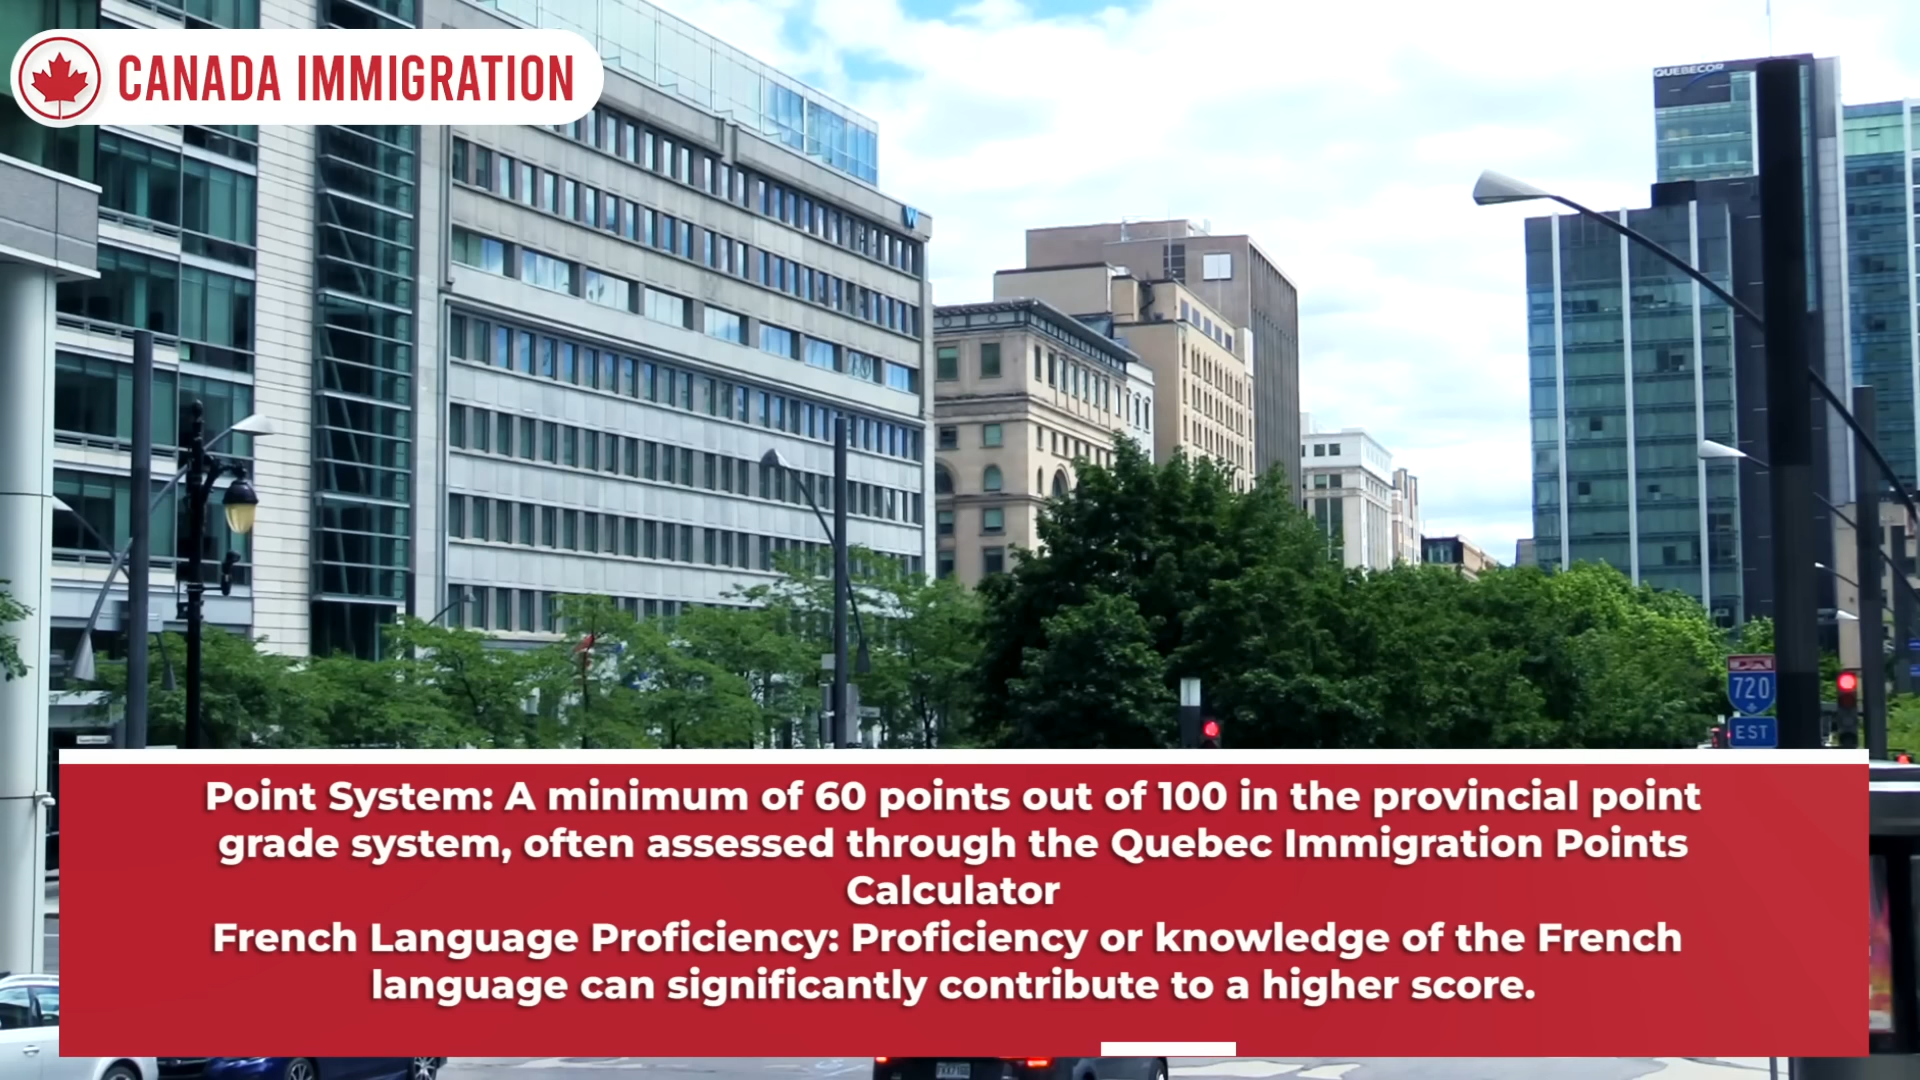 CANADA IMMIGRATION
QUEBECOR
W
720
EST
Point System: A minimum of 60 points out of 100 in the provincial point
grade system, often assessed through the Quebec Immigration Points
Calculator
French Language Proficiency: Proficiency or knowledge of the French
language can significantly contribute to a higher score.